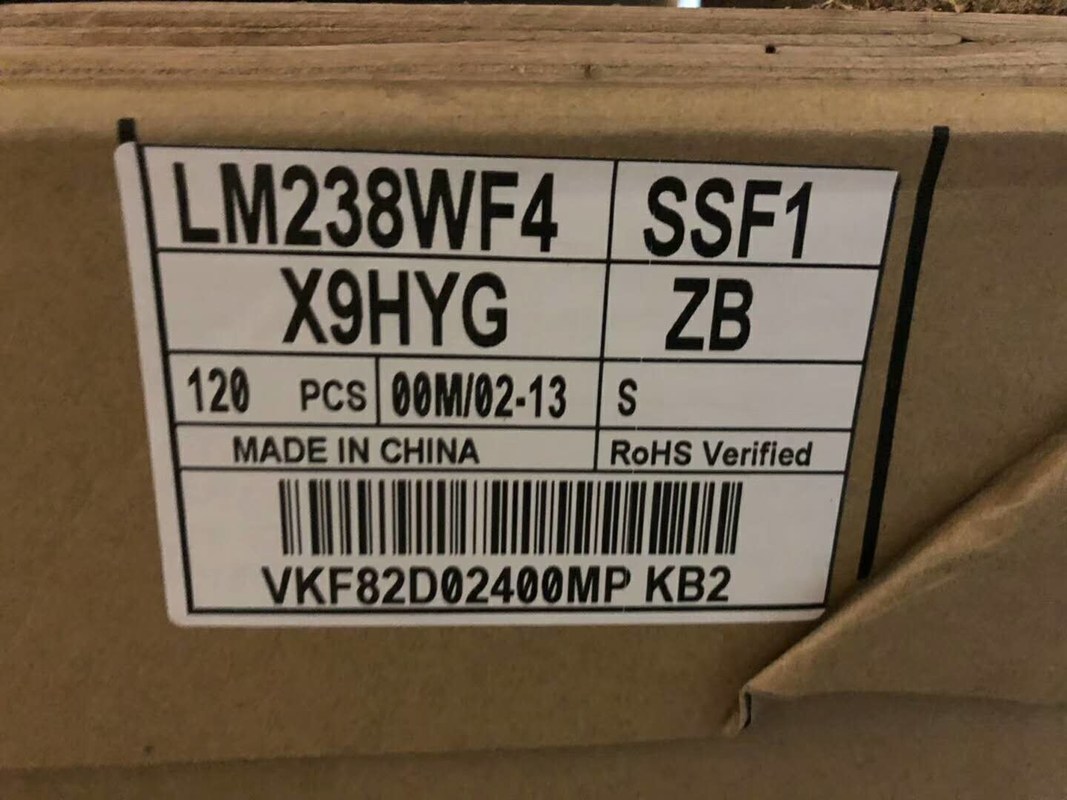 LM238WF4 SSF1
X9HYG ZB
120 PCS 00M/02-13 S
MADE IN CHINA RoHS Verified
VKF82D02400MP KB2